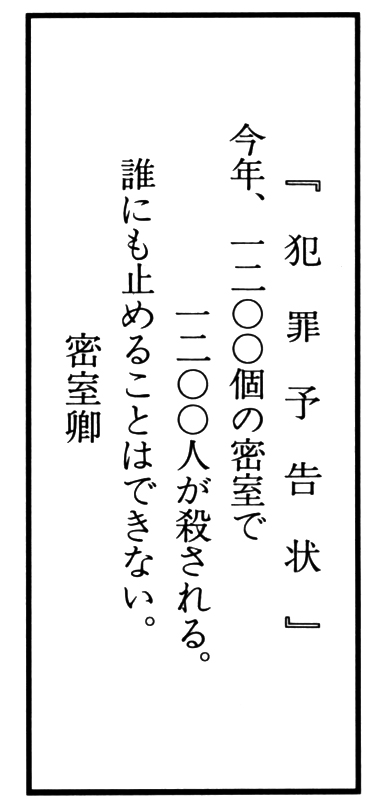 『犯罪予告状』
今年、一二〇〇個の密室で
一二〇〇人が殺される。
誰にも止めることはできない。
密室卿